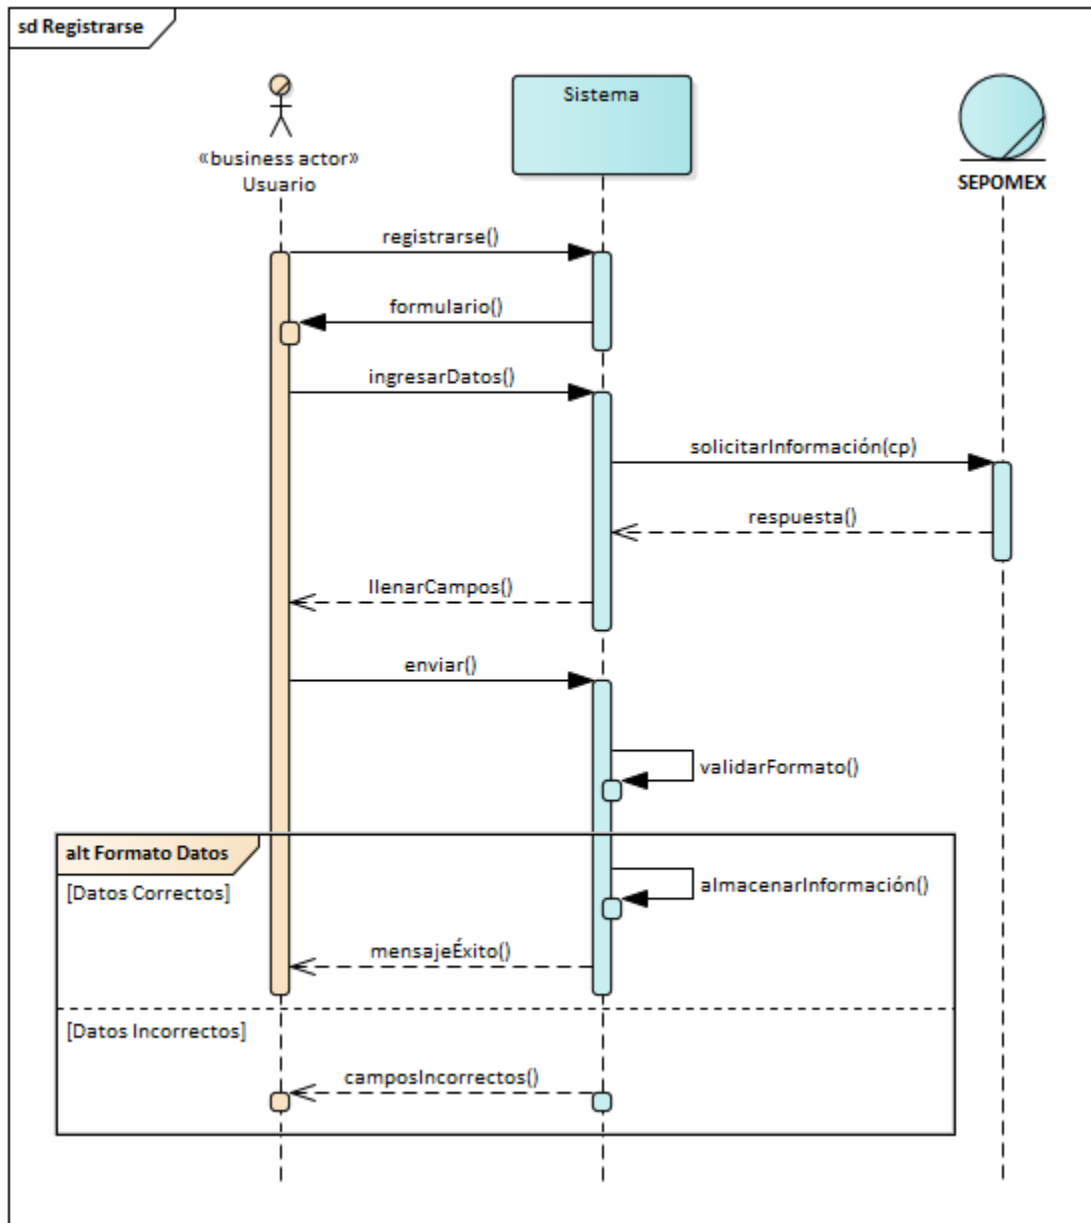 sd Registrarse
Sistema
«business actor»
Usuario
SEPOMEX
registrarse()
formulario()
ingresarDatos()
solicitarInformación(cp)
respuesta()
llenarCampos()
enviar()
validarFormato()
alt Formato Datos
[Datos Correctos]
almacenarInformación()
mensajeÉxito()
[Datos Incorrectos]
camposIncorrectos()